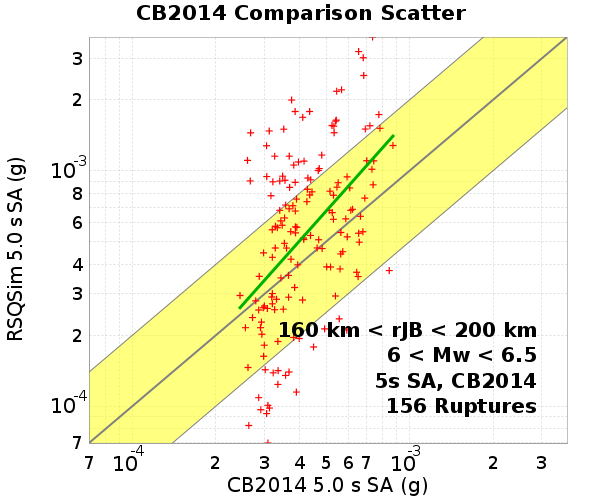 CB2014 Comparison Scatter
RSQSim 5.0 s SA (g)
3
2
10-3
8
6
4
3
2
10-4
7
160 km < rJB < 200 km
6 < Mw < 6.5
5s SA, CB2014
156 Ruptures
7 10-4 2 3 4 5 6 7 10-3 2 3
CB2014 5.0 s SA (g)